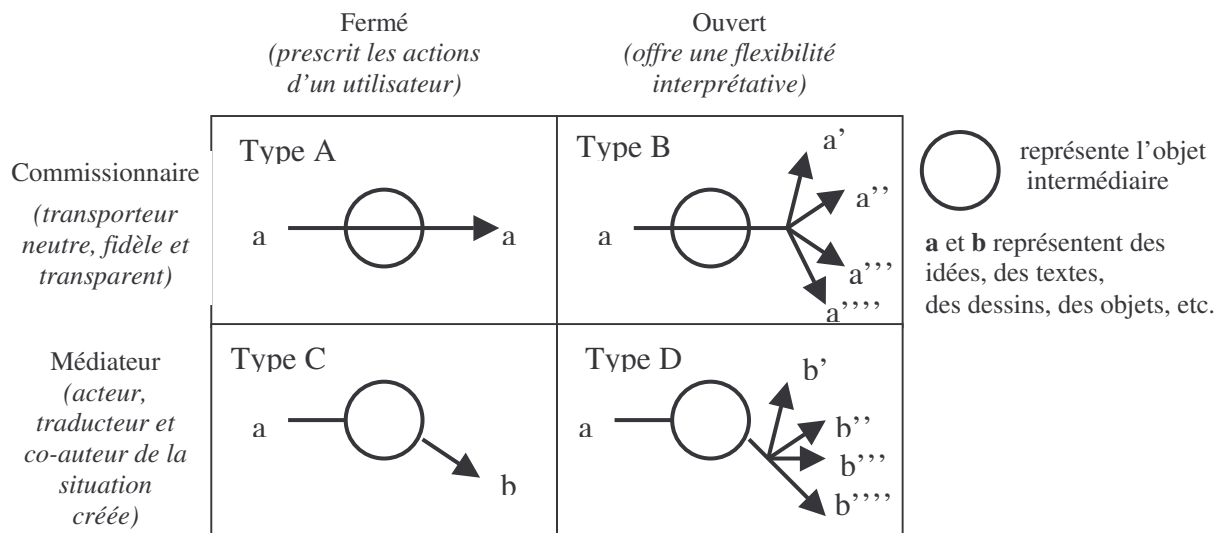 Fermé
(prescrit les actions
d’un utilisateur)
Ouvert
(offre une flexibilité
interprétative)
Commissionnaire
(transporteur
neutre, fidèle et
transparent)
Type A
a
a
Type B
a
a'
a''
a'''
a''''
Médiateur
(acteur,
traducteur et
co-auteur de la
situation
créée)
Type C
a
b
Type D
a
b’
b’’
b’’’
b’’’’
représente l’objet
intermédiaire
a et b représentent des
idées, des textes,
des dessins, des objets, etc.